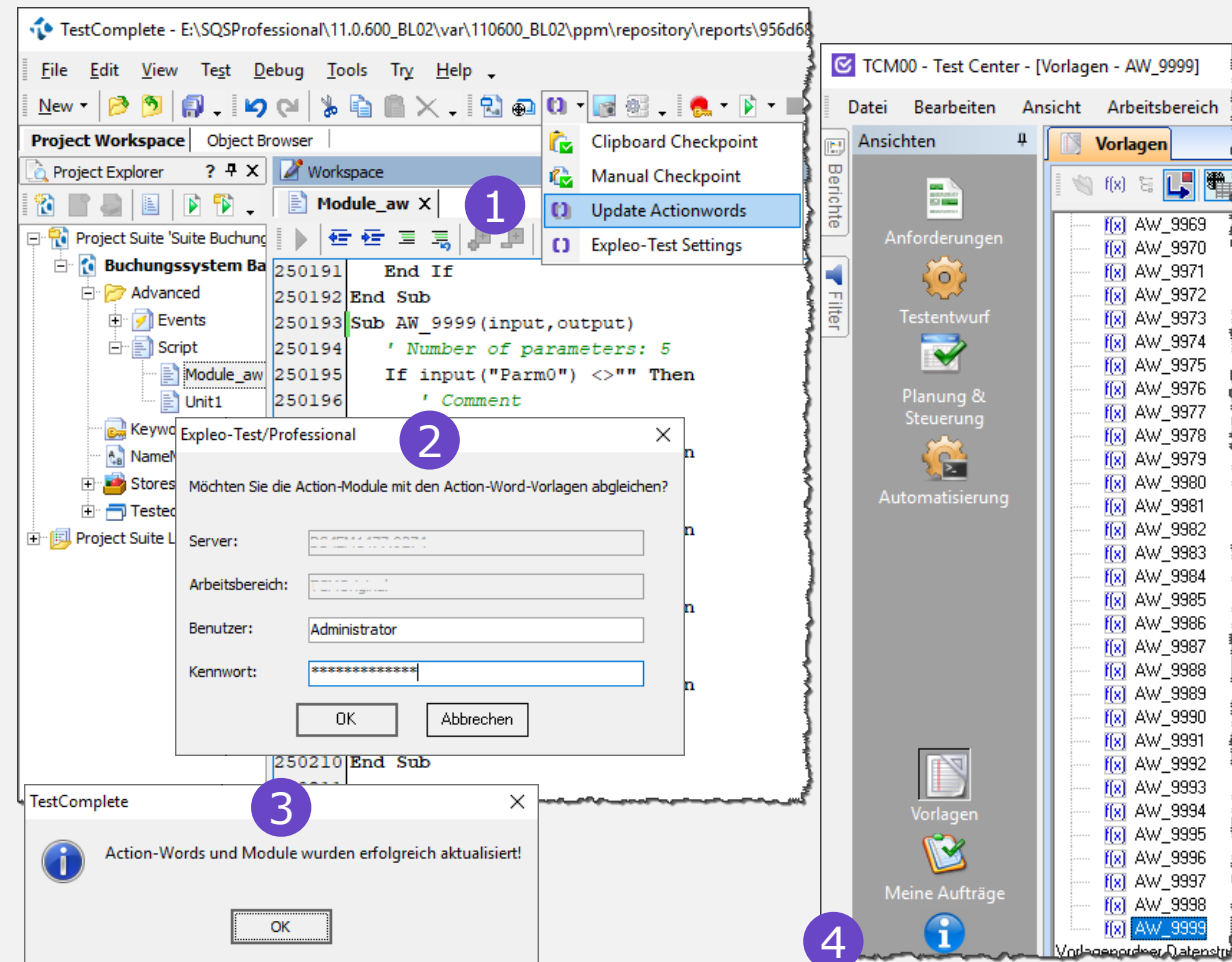 TestComplete - E:\SQSProfessional\11.0.600_BL02\var\110600_BL02\ppm\repository\reports\956d68
File Edit View Test Debug Tools Try Help
New
Project Workspace Object Browser
Project Explorer ? X
Workspace
Module_aw X
1
Clipboard Checkpoint
Manual Checkpoint
Update Actionwords
Expleo-Test Settings
Project Suite 'Suite Buchung
Buchungssystem Ba
Advanced
Events
Script
Module_aw
Unit1
Keywo
Stores
Project Suite L
250191 End If
250192 End Sub
250193 Sub AW_9999(input,output)
250194 ' Number of parameters: 5
250195 If input("Parm0") <>"" Then
250196 ' Comment
n
n
n
n
250210 End Sub
2
Expleo-Test/Professional
Möchten Sie die Action-Module mit den Action-Word-Vorlagen abgleichen?
Server:
Arbeitsbereich:
Benutzer: Administrator
Kennwort: *************
OK Abbrechen
3
TestComplete
Action-Words und Module wurden erfolgreich aktualisiert!
OK
TCM00 - Test Center - [Vorlagen - AW_9999]
Datei Bearbeiten Ansicht Arbeitsbereich
Berichte
Filter
Ansichten
Anforderungen
Testentwurf
Planung &
Steuerung
Automatisierung
Vorlagen
Meine Aufträge
4
Vorlagen
f(x)
f(x) AW_9969
f(x) AW_9970
f(x) AW_9971
f(x) AW_9972
f(x) AW_9973
f(x) AW_9974
f(x) AW_9975
f(x) AW_9976
f(x) AW_9977
f(x) AW_9978
f(x) AW_9979
f(x) AW_9980
f(x) AW_9981
f(x) AW_9982
f(x) AW_9983
f(x) AW_9984
f(x) AW_9985
f(x) AW_9986
f(x) AW_9987
f(x) AW_9988
f(x) AW_9989
f(x) AW_9990
f(x) AW_9991
f(x) AW_9992
f(x) AW_9993
f(x) AW_9994
f(x) AW_9995
f(x) AW_9996
f(x) AW_9997
f(x) AW_9998
f(x) AW_9999